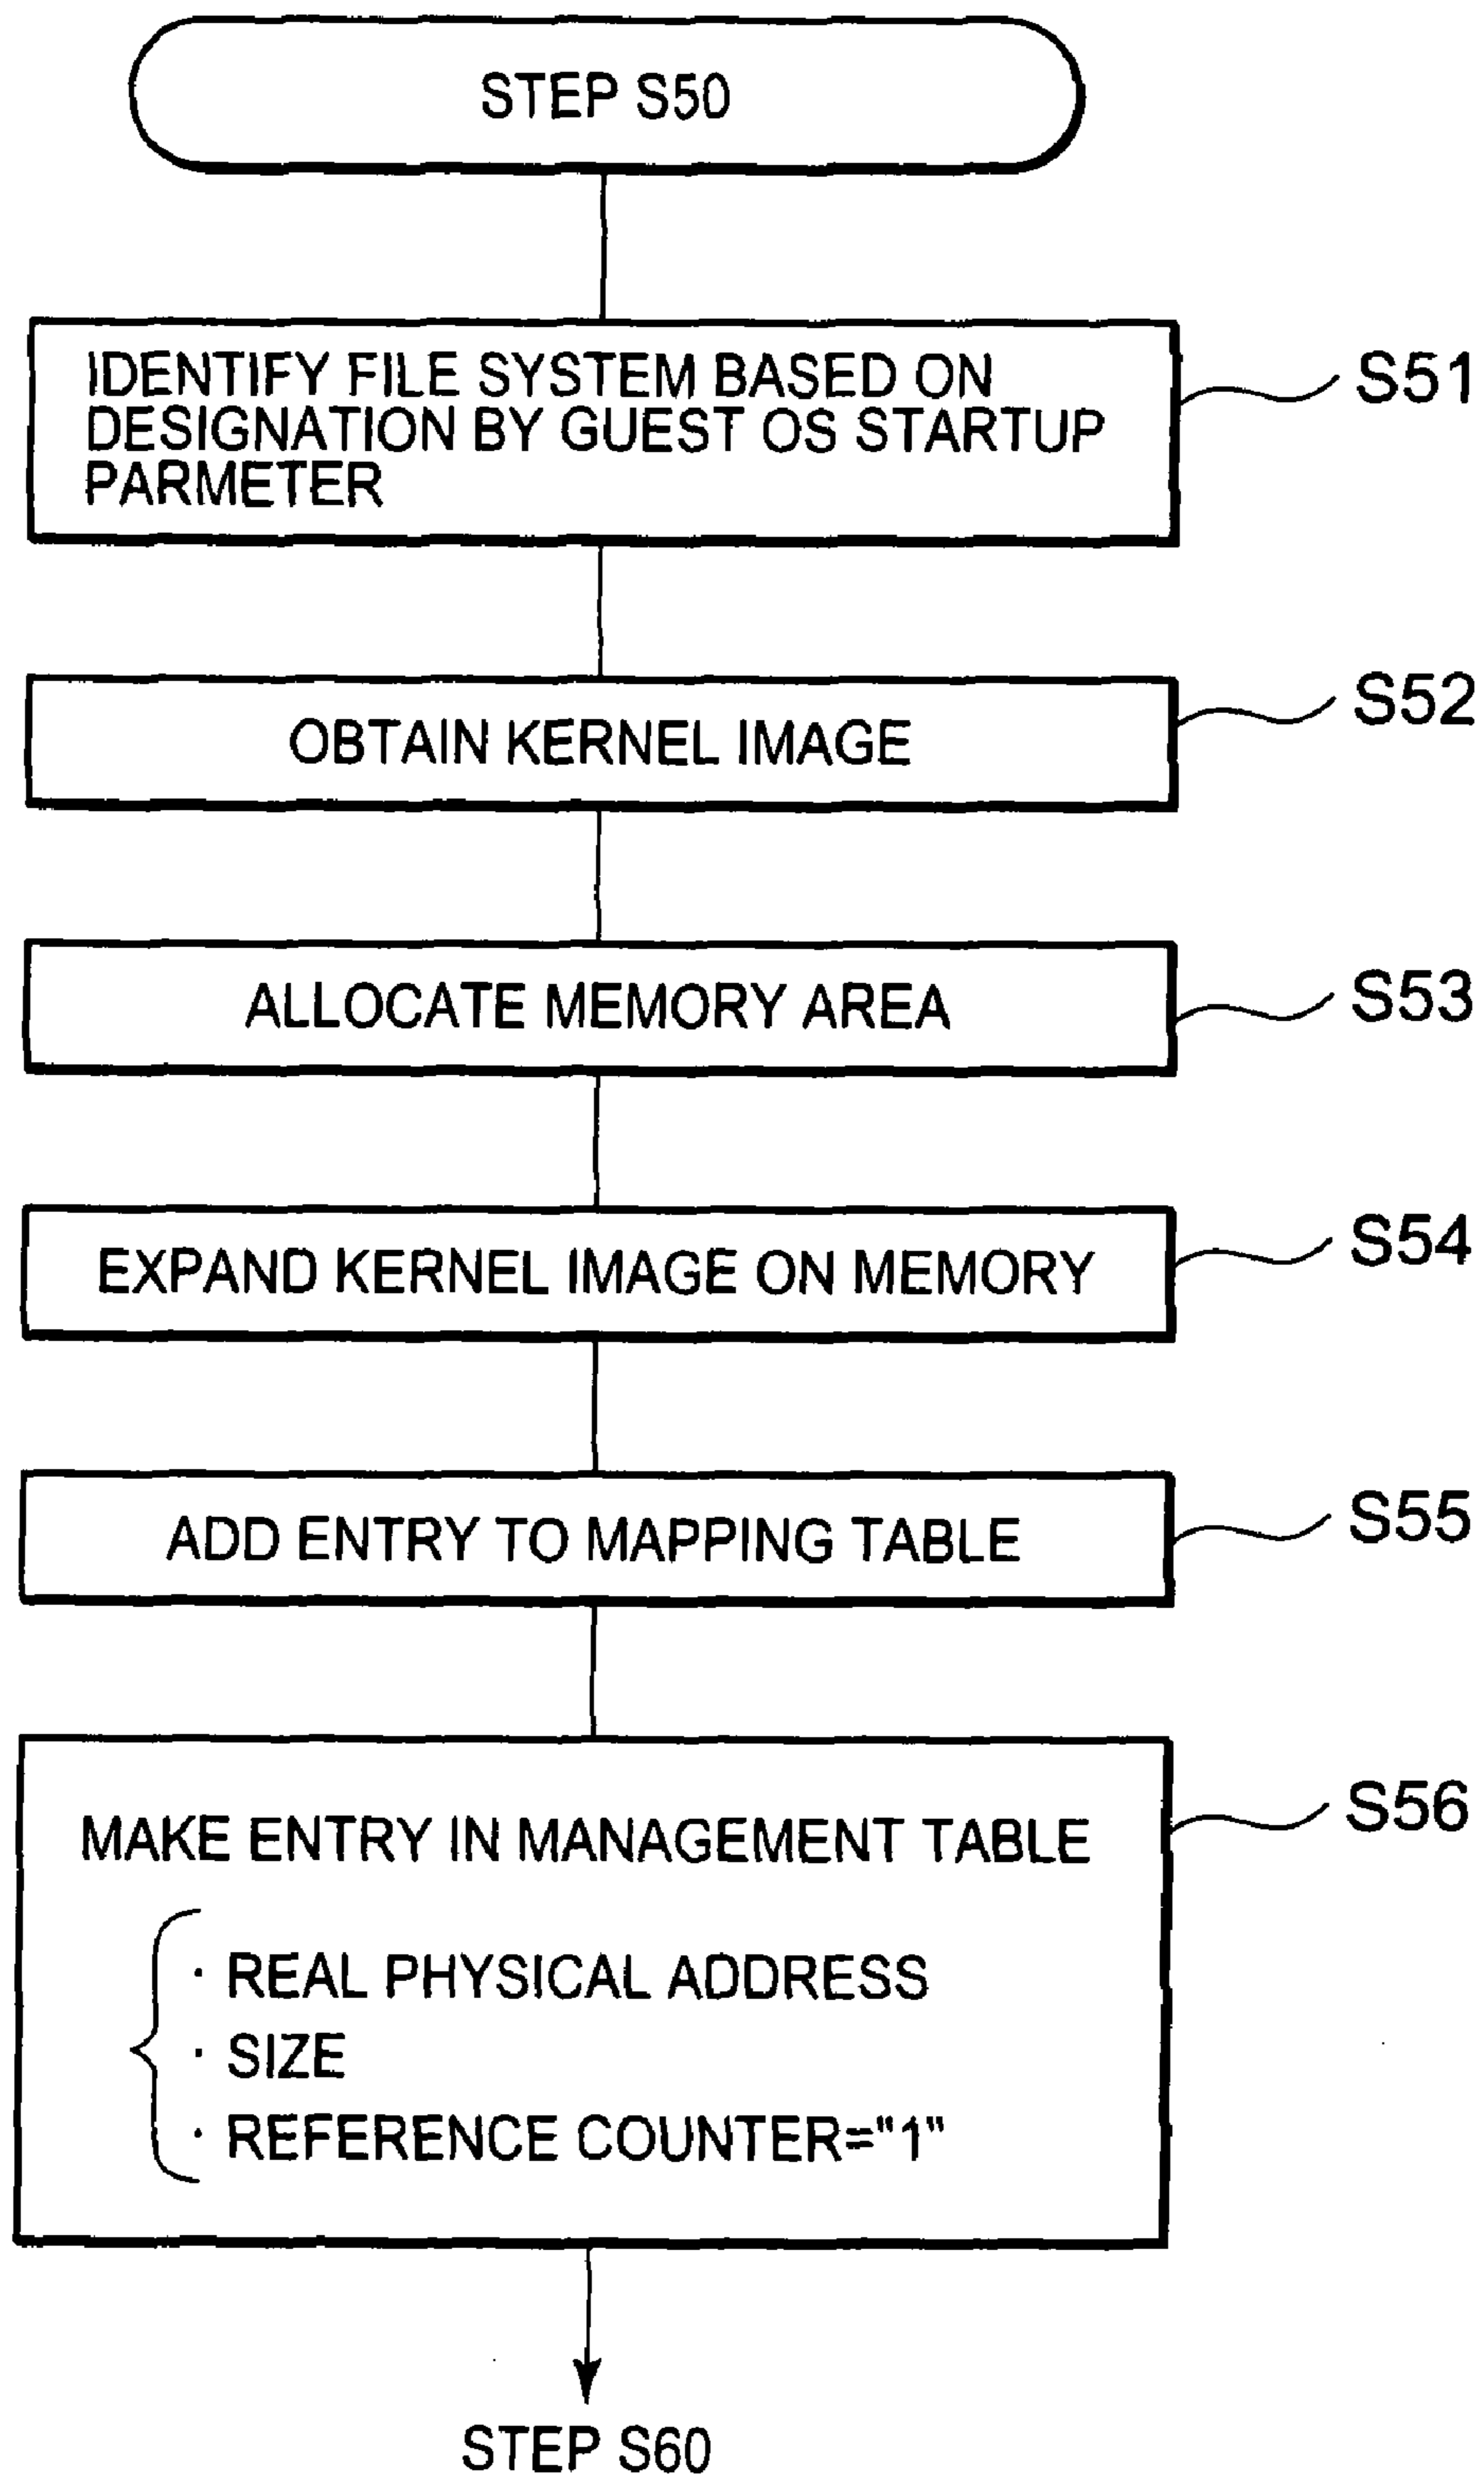 STEP S50
IDENTIFY FILE SYSTEM BASED ON
DESIGNATION BY GUEST OS STARTUP
PARMETER
S51
OBTAIN KERNEL IMAGE
S52
ALLOCATE MEMORY AREA
S53
EXPAND KERNEL IMAGE ON MEMORY
S54
ADD ENTRY TO MAPPING TABLE
S55
MAKE ENTRY IN MANAGEMENT TABLE
S56
· REAL PHYSICAL ADDRESS
· SIZE
· REFERENCE COUNTER="1"
STEP S60